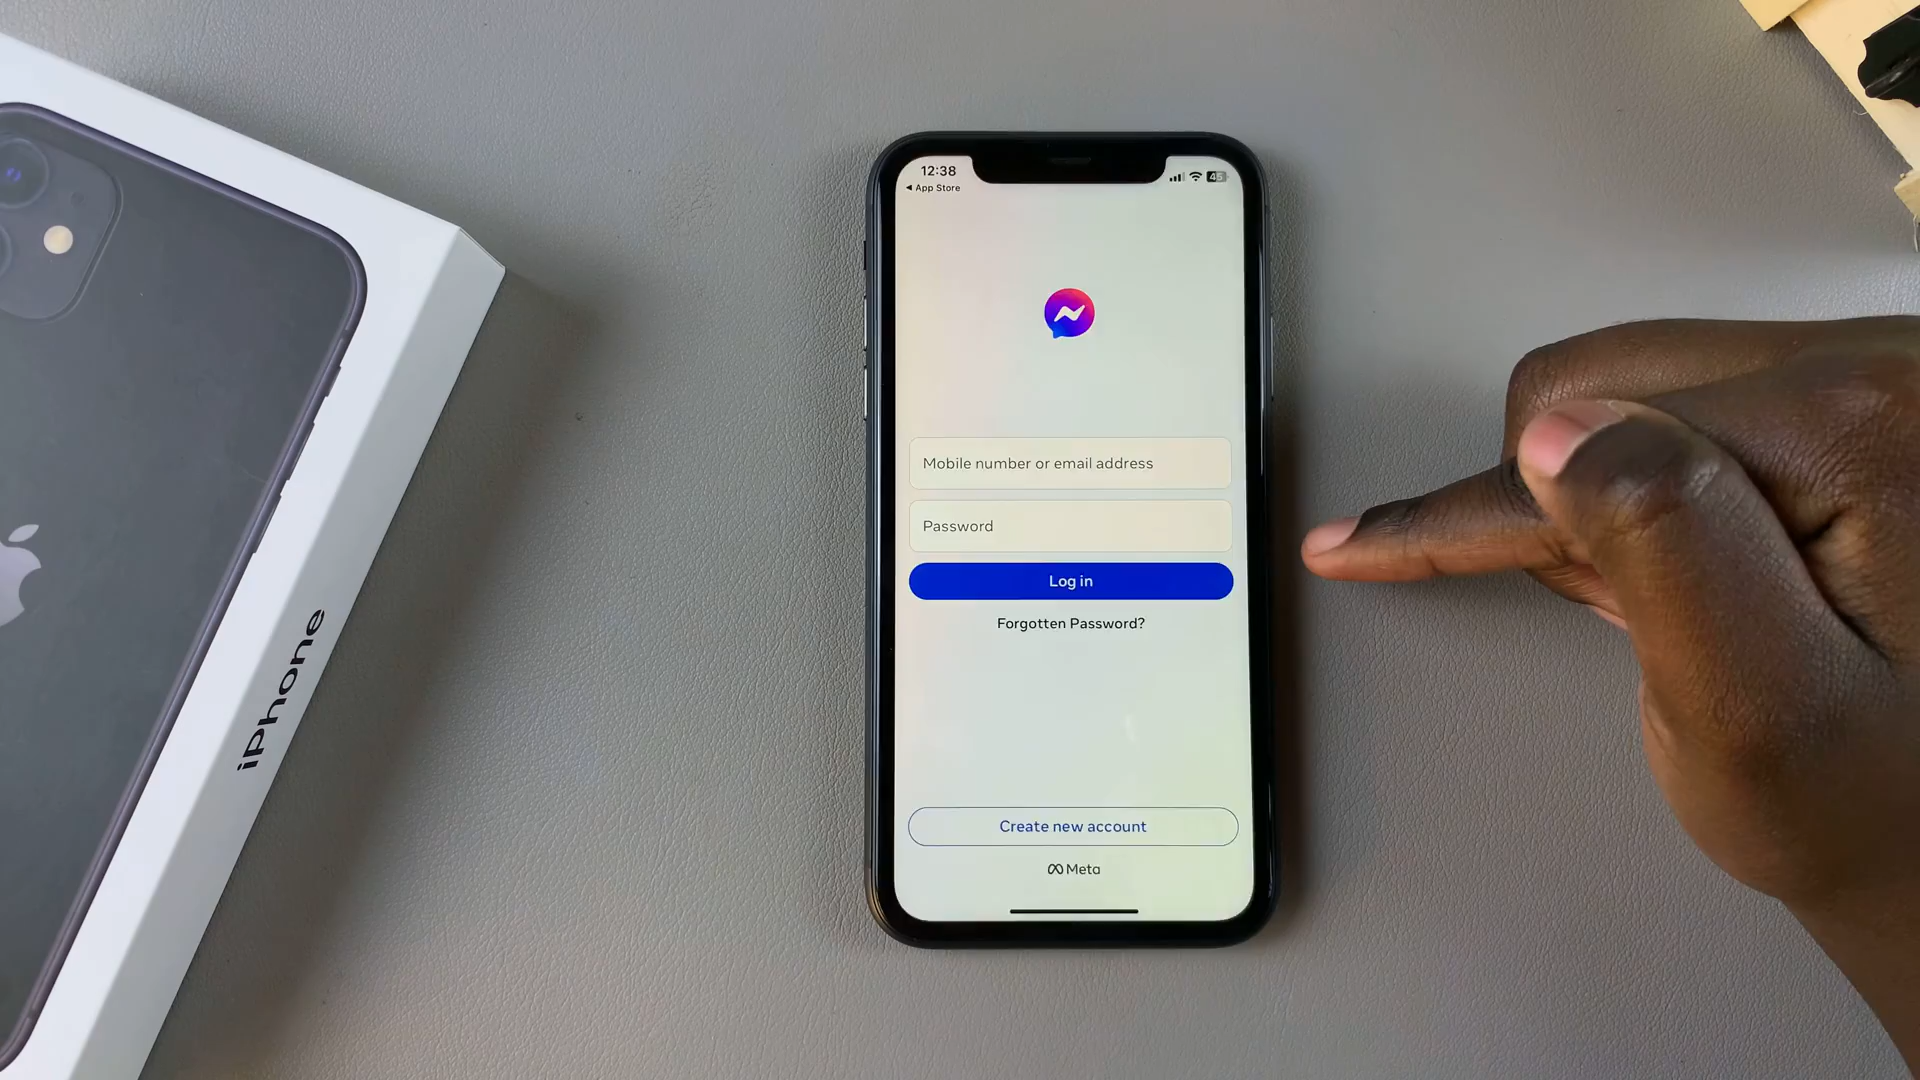 12:38
45
◀ App Store
Mobile number or email address
Password
Log in
Forgotten Password?
Create new account
Meta
iPhone